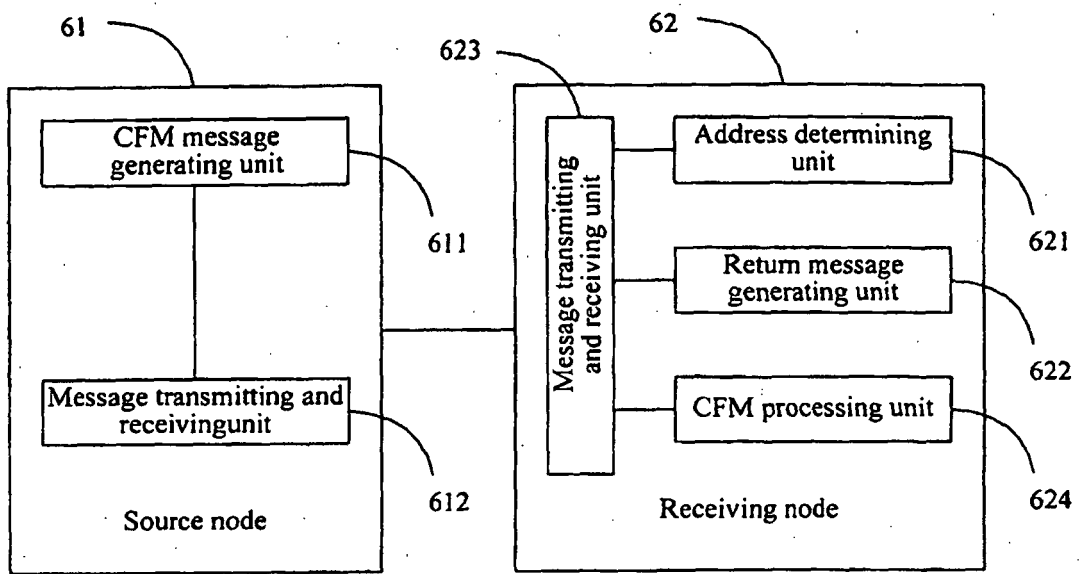 61
62
623
CFM message
generating unit
611
Message transmitting and
receivingunit
612
Source node
Message transmitting
and receiving unit
Address determining
unit
621
Return message
generating unit
622
CFM processing unit
624
Receiving node